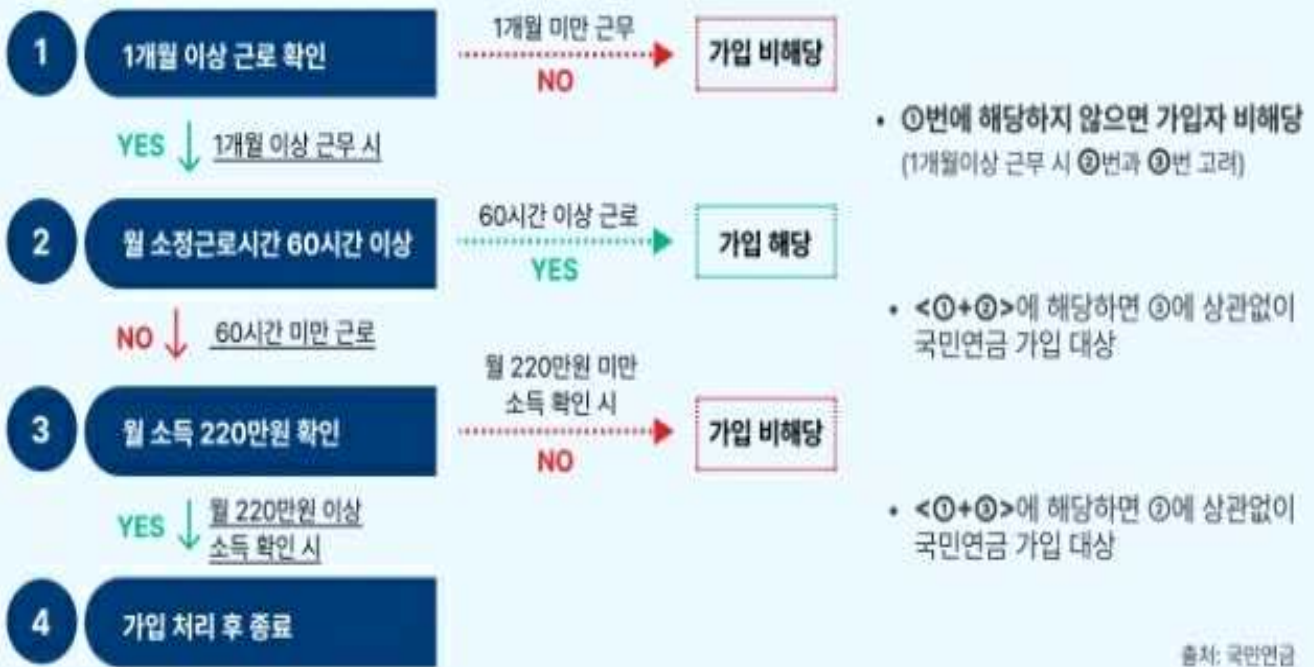 1
1개월 이상 근로 확인
1개월 미만 근무
NO
가입 비해당
YES
1개월 이상 근무 시
• ①번에 해당하지 않으면 가입자 비해당
(1개월이상 근무 시 ②번과 ③번 고려)
2
월 소정근로시간 60시간 이상
60시간 이상 근로
YES
가입 해당
NO
60시간 미만 근로
• <①+②>에 해당하면 ③에 상관없이
국민연금 가입 대상
3
월 소득 220만원 확인
월 220만원 미만
소득 확인 시
NO
가입 비해당
YES
월 220만원 이상
소득 확인 시
• <①+③>에 해당하면 ②에 상관없이
국민연금 가입 대상
4
가입 처리 후 종료
출처: 국민연금